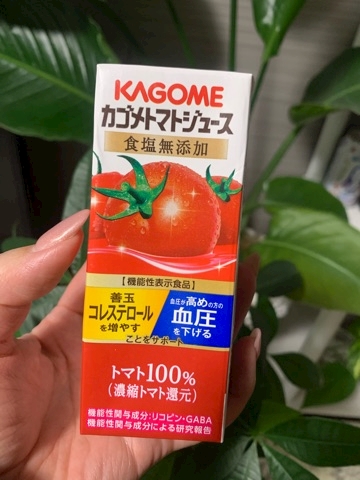 KAGOME
カゴメトマトジュース
食塩無添加
【機能性表示食品】
善玉
コレステロール
を増やす
血圧が高めの方の
血圧
を下げる
ことをサポート
トマト100%
(濃縮トマト還元)
機能性関与成分:リコピン・GABA
機能性関与成分による研究報告